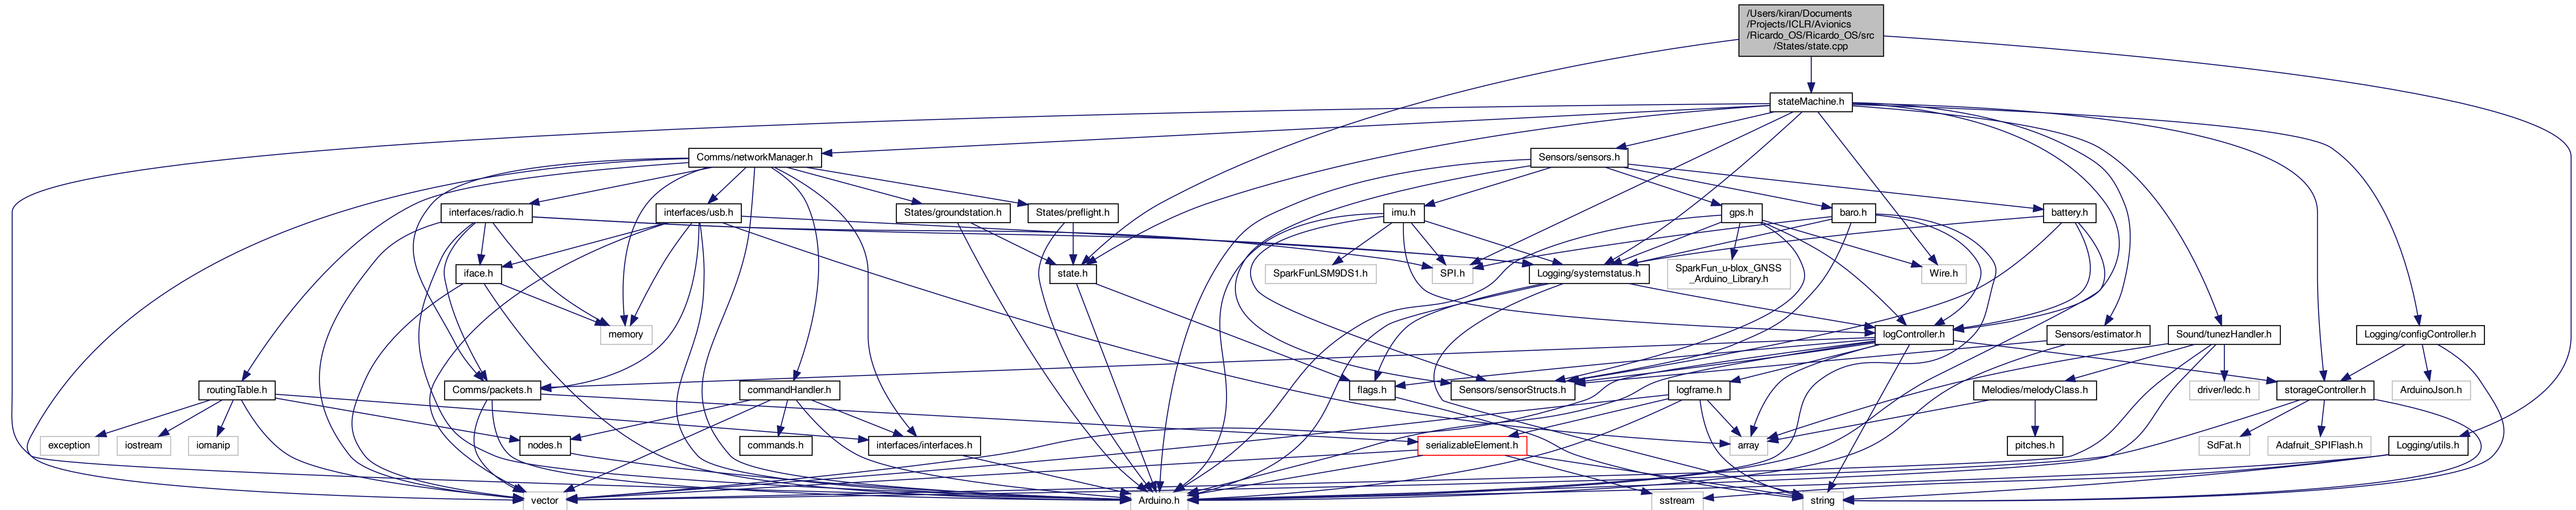 /Users/kiran/Documents
/Projects/ICLR/Avionics
/Ricardo_OS/Ricardo_OS/src
/States/state.cpp
stateMachine.h
Comms/networkManager.h
Sensors/sensors.h
interfaces/radio.h
interfaces/usb.h
States/groundstation.h
States/preflight.h
imu.h
gps.h
baro.h
battery.h
iface.h
state.h
SparkFunLSM9DS1.h
SPI.h
Logging/systemstatus.h
SparkFun_u-blox_GNSS
_Arduino_Library.h
Wire.h
memory
logController.h
Sensors/estimator.h
Sound/tunezHandler.h
Logging/configController.h
routingTable.h
Comms/packets.h
commandHandler.h
flags.h
Sensors/sensorStructs.h
logframe.h
Melodies/melodyClass.h
driver/ledc.h
storageController.h
ArduinoJson.h
exception
iostream
iomanip
nodes.h
commands.h
interfaces/interfaces.h
serializableElement.h
array
pitches.h
SdFat.h
Adafruit_SPIFlash.h
Logging/utils.h
vector
Arduino.h
sstream
string